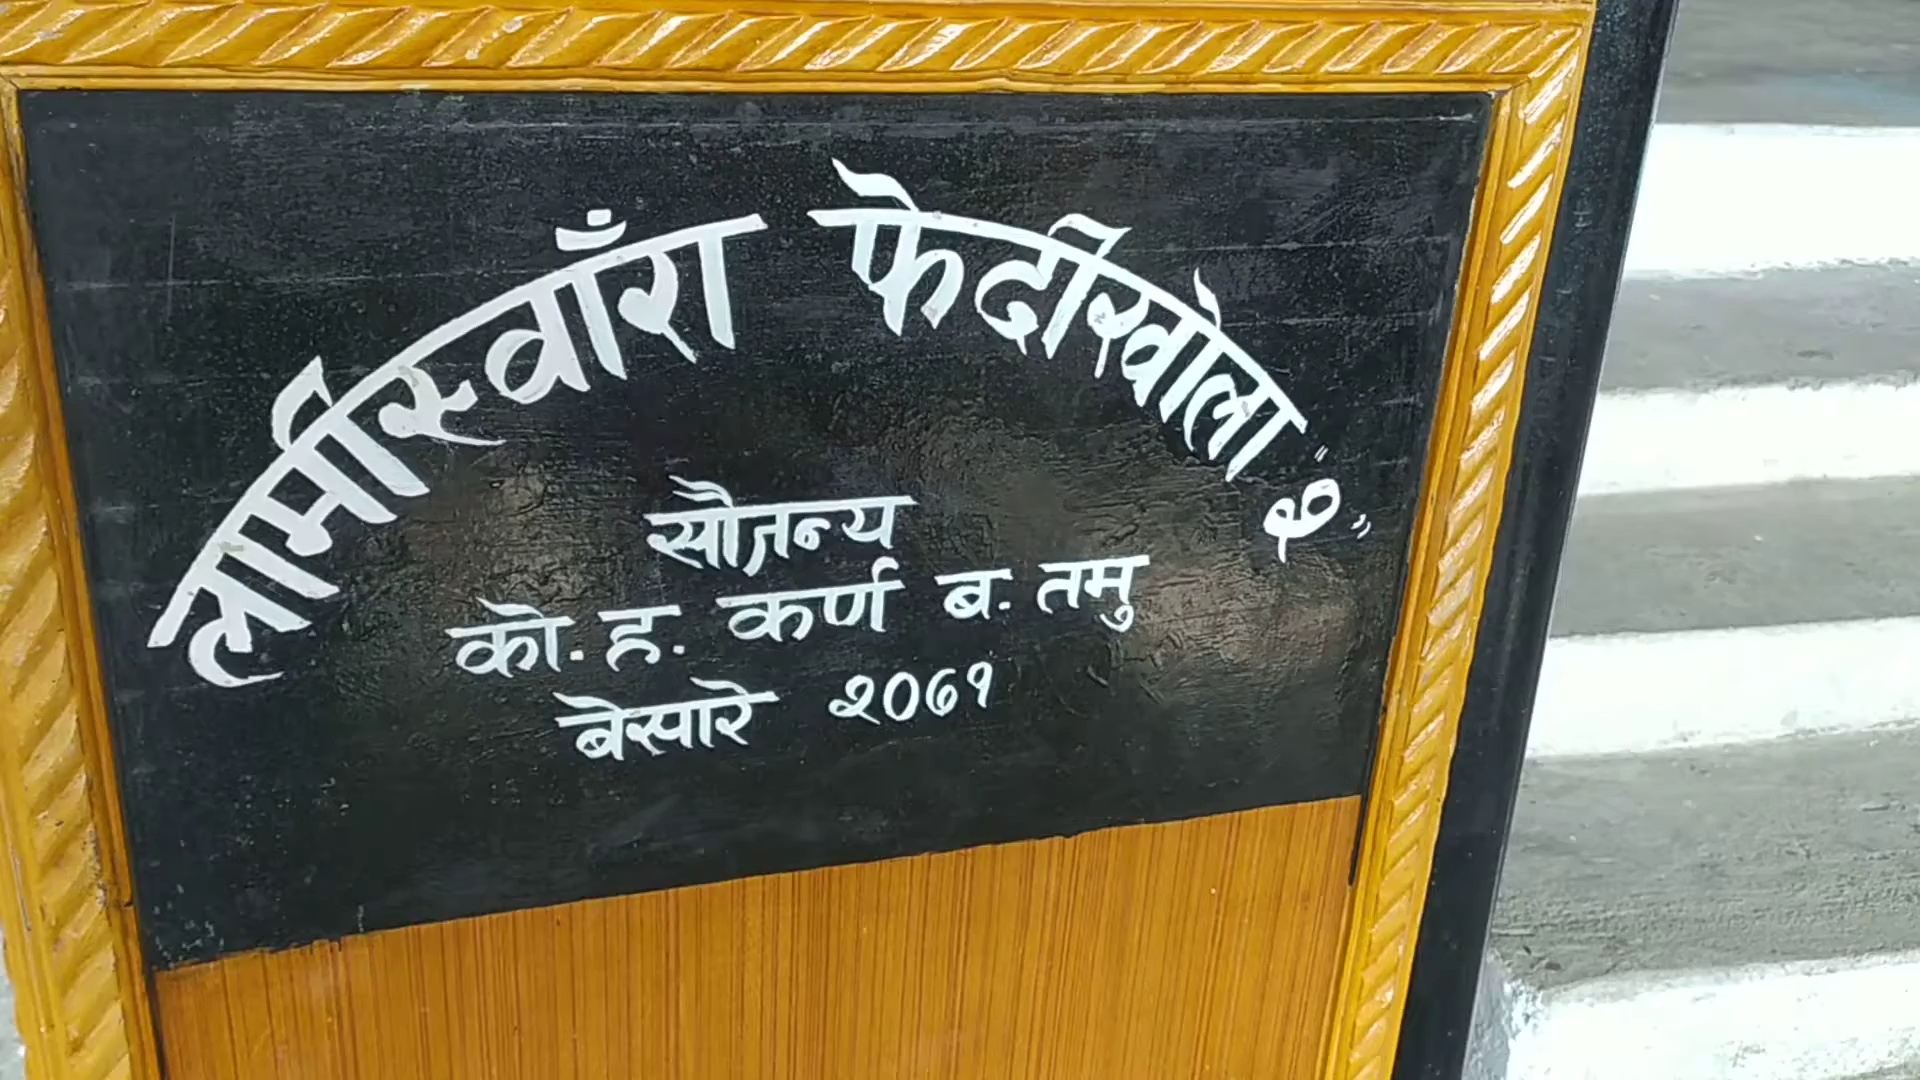 लामीस्वाँरा फेदीखोला "५"
सौजन्य
को. ह. कर्ण ब. तमु
बेसारे २०६१